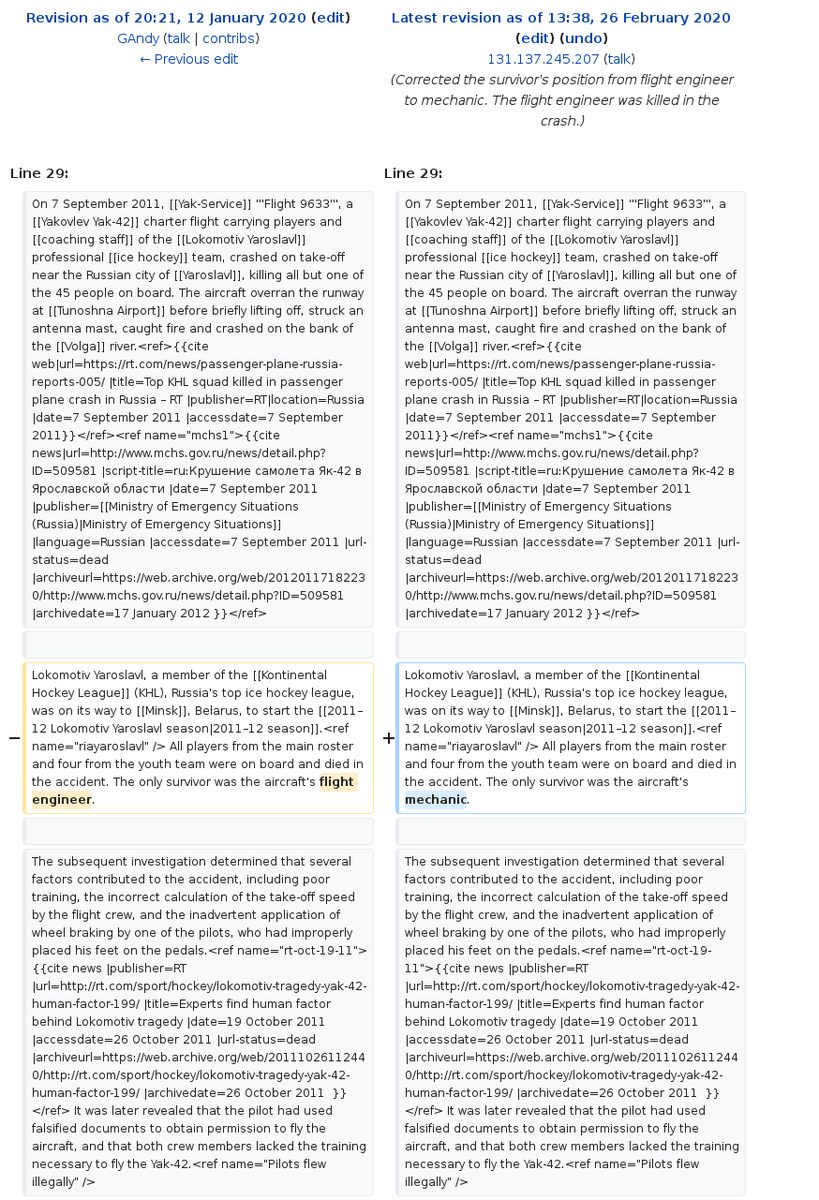 Revision as of 20:21, 12 January 2020 (edit)
GAndy (talk | contribs)
← Previous edit
Latest revision as of 13:38, 26 February 2020
(edit) (undo)
131.137.245.207 (talk)
(Corrected the survivor's position from flight engineer
to mechanic. The flight engineer was killed in the
crash.)
Line 29:
On 7 September 2011, [[Yak-Service]] '''Flight 9633''', a
[[Yakovlev Yak-42]] charter flight carrying players and
[[coaching staff]] of the [[Lokomotiv Yaroslavl]]
professional [[ice hockey]] team, crashed on take-off
near the Russian city of [[Yaroslavl]], killing all but one of
the 45 people on board. The aircraft overran the runway
at [[Tunoshna Airport]] before briefly lifting off, struck an
antenna mast, caught fire and crashed on the bank of
the [[Volga]] river.<ref>{{cite
web|url=https://rt.com/news/passenger-plane-russia-
reports-005/ |title=Top KHL squad killed in passenger
plane crash in Russia – RT |publisher=RT|location=Russia
|date=7 September 2011 |accessdate=7 September
2011}}</ref><ref name="mchs1">{{cite
news|url=http://www.mchs.gov.ru/news/detail.php?
ID=509581 |script-title=ru:Крушение самолета Як-42 в
Ярославской области |date=7 September 2011
|publisher=[[Ministry of Emergency Situations
(Russia)|Ministry of Emergency Situations]]
|language=Russian |accessdate=7 September 2011 |url-
status=dead
|archiveurl=https://web.archive.org/web/2012011718223
0/http://www.mchs.gov.ru/news/detail.php?ID=509581
|archivedate=17 January 2012 }}</ref>
−
Lokomotiv Yaroslavl, a member of the [[Kontinental
Hockey League]] (KHL), Russia's top ice hockey league,
was on its way to [[Minsk]], Belarus, to start the [[2011–
12 Lokomotiv Yaroslavl season|2011–12 season]].<ref
name="riayaroslavl" /> All players from the main roster
and four from the youth team were on board and died in
the accident. The only survivor was the aircraft's flight
engineer.
The subsequent investigation determined that several
factors contributed to the accident, including poor
training, the incorrect calculation of the take-off speed
by the flight crew, and the inadvertent application of
wheel braking by one of the pilots, who had improperly
placed his feet on the pedals.<ref name="rt-oct-19-11">
{{cite news |publisher=RT
|url=http://rt.com/sport/hockey/lokomotiv-tragedy-yak-42-
human-factor-199/ |title=Experts find human factor
behind Lokomotiv tragedy |date=19 October 2011
|accessdate=26 October 2011 |url-status=dead
|archiveurl=https://web.archive.org/web/2011102611244
0/http://rt.com/sport/hockey/lokomotiv-tragedy-yak-42-
human-factor-199/ |archivedate=26 October 2011 }}
</ref> It was later revealed that the pilot had used
falsified documents to obtain permission to fly the
aircraft, and that both crew members lacked the training
necessary to fly the Yak-42.<ref name="Pilots flew
illegally" />
Line 29:
On 7 September 2011, [[Yak-Service]] '''Flight 9633''', a
[[Yakovlev Yak-42]] charter flight carrying players and
[[coaching staff]] of the [[Lokomotiv Yaroslavl]]
professional [[ice hockey]] team, crashed on take-off
near the Russian city of [[Yaroslavl]], killing all but one of
the 45 people on board. The aircraft overran the runway
at [[Tunoshna Airport]] before briefly lifting off, struck an
antenna mast, caught fire and crashed on the bank of
the [[Volga]] river.<ref>{{cite
web|url=https://rt.com/news/passenger-plane-russia-
reports-005/ |title=Top KHL squad killed in passenger
plane crash in Russia – RT |publisher=RT|location=Russia
|date=7 September 2011 |accessdate=7 September
2011}}</ref><ref name="mchs1">{{cite
news|url=http://www.mchs.gov.ru/news/detail.php?
ID=509581 |script-title=ru:Крушение самолета Як-42 в
Ярославской области |date=7 September 2011
|publisher=[[Ministry of Emergency Situations
(Russia)|Ministry of Emergency Situations]]
|language=Russian |accessdate=7 September 2011 |url-
status=dead
|archiveurl=https://web.archive.org/web/2012011718223
0/http://www.mchs.gov.ru/news/detail.php?ID=509581
|archivedate=17 January 2012 }}</ref>
+
Lokomotiv Yaroslavl, a member of the [[Kontinental
Hockey League]] (KHL), Russia's top ice hockey league,
was on its way to [[Minsk]], Belarus, to start the [[2011–
12 Lokomotiv Yaroslavl season|2011–12 season]].<ref
name="riayaroslavl" /> All players from the main roster
and four from the youth team were on board and died in
the accident. The only survivor was the aircraft's
mechanic.
The subsequent investigation determined that several
factors contributed to the accident, including poor
training, the incorrect calculation of the take-off speed
by the flight crew, and the inadvertent application of
wheel braking by one of the pilots, who had improperly
placed his feet on the pedals.<ref name="rt-oct-19-
11">{{cite news |publisher=RT
|url=http://rt.com/sport/hockey/lokomotiv-tragedy-yak-42-
human-factor-199/ |title=Experts find human factor
behind Lokomotiv tragedy |date=19 October 2011
|accessdate=26 October 2011 |url-status=dead
|archiveurl=https://web.archive.org/web/2011102611244
0/http://rt.com/sport/hockey/lokomotiv-tragedy-yak-42-
human-factor-199/ |archivedate=26 October 2011 }}
</ref> It was later revealed that the pilot had used
falsified documents to obtain permission to fly the
aircraft, and that both crew members lacked the training
necessary to fly the Yak-42.<ref name="Pilots flew
illegally" />